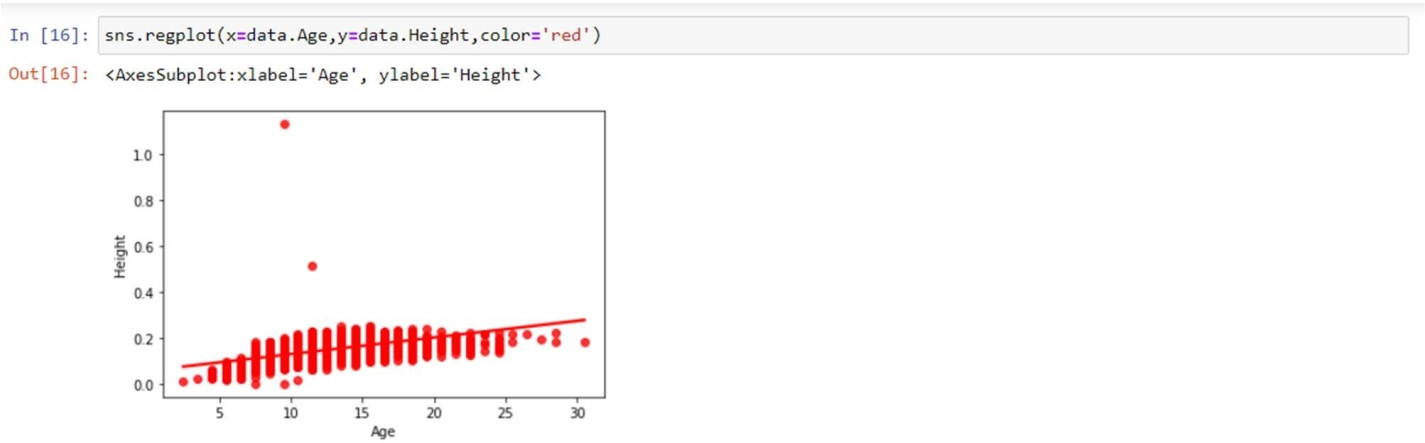 In [16]: sns.regplot(x=data.Age,y=data.Height,color='red')
Out[16]: <AxesSubplot:xlabel='Age', ylabel='Height'>
1.0
0.8
0.6
0.4
0.2
0.0
Height
5 10 15 20 25 30
Age